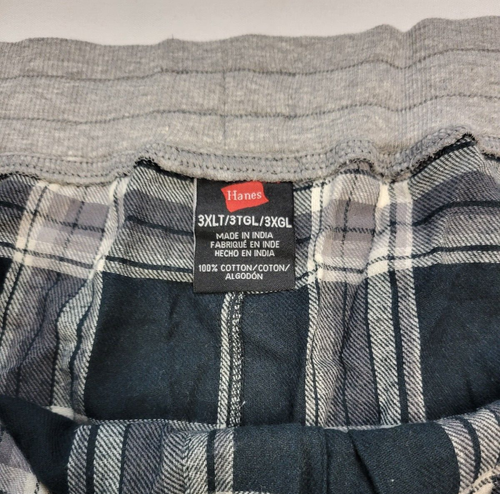 Hanes
3XLT/3TGL/3XGL
MADE IN INDIA
FABRIQUÉ EN INDE
HECHO EN INDIA
100% COTTON/COTON/
ALGODÓN